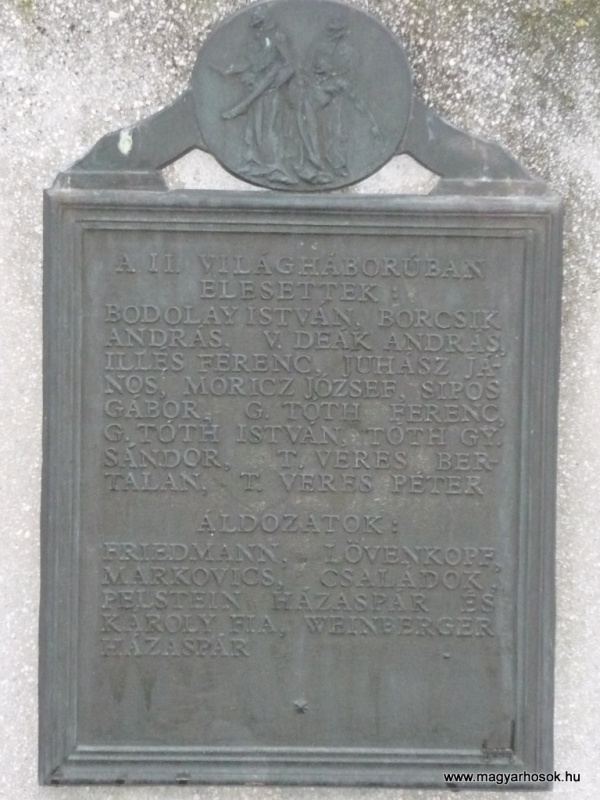 A II. VILÁGHÁBORÚBAN
ELESETTEK:
BODOLAY ISTVÁN, BORCSIK
ANDRÁS, V. DEÁK ANDRÁS,
ILLÉS FERENC, JUHÁSZ JÁ-
NOS, MÓRICZ JÓZSEF, SIPOS
GÁBOR, G. TÓTH FERENC,
G. TÓTH ISTVÁN, TÓTH GY.
SÁNDOR, T. VERES BER-
TALAN, T. VERES PÉTER
ÁLDOZATOK:
FRIEDMANN, LÖVENKOPF,
MARKOVICS, CSALÁDOK,
PELSTEIN HÁZASPÁR ÉS
KÁROLY FIA, WEINBERGER
HÁZASPÁR
www.magyarhosok.hu